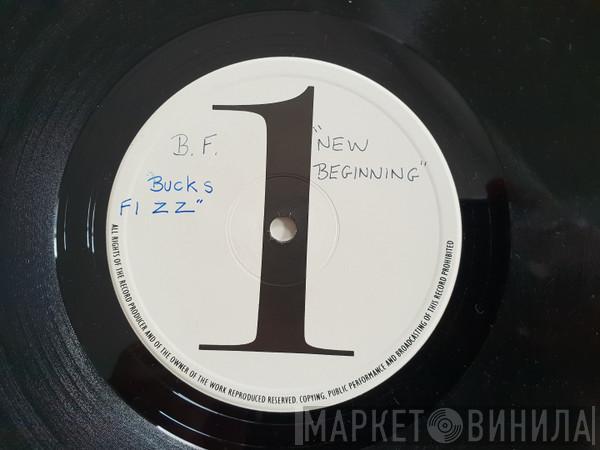 B. F.
"NEW
BEGINNING"
"BUCKS
FIZZ"
1
ALL RIGHTS OF THE RECORD PRODUCER AND OF THE OWNER OF THE WORK REPRODUCED RESERVED. COPYING, PUBLIC PERFORMANCE AND BROADCASTING OF THIS RECORD PROHIBITED
МАРКЕТ ВИНИЛА